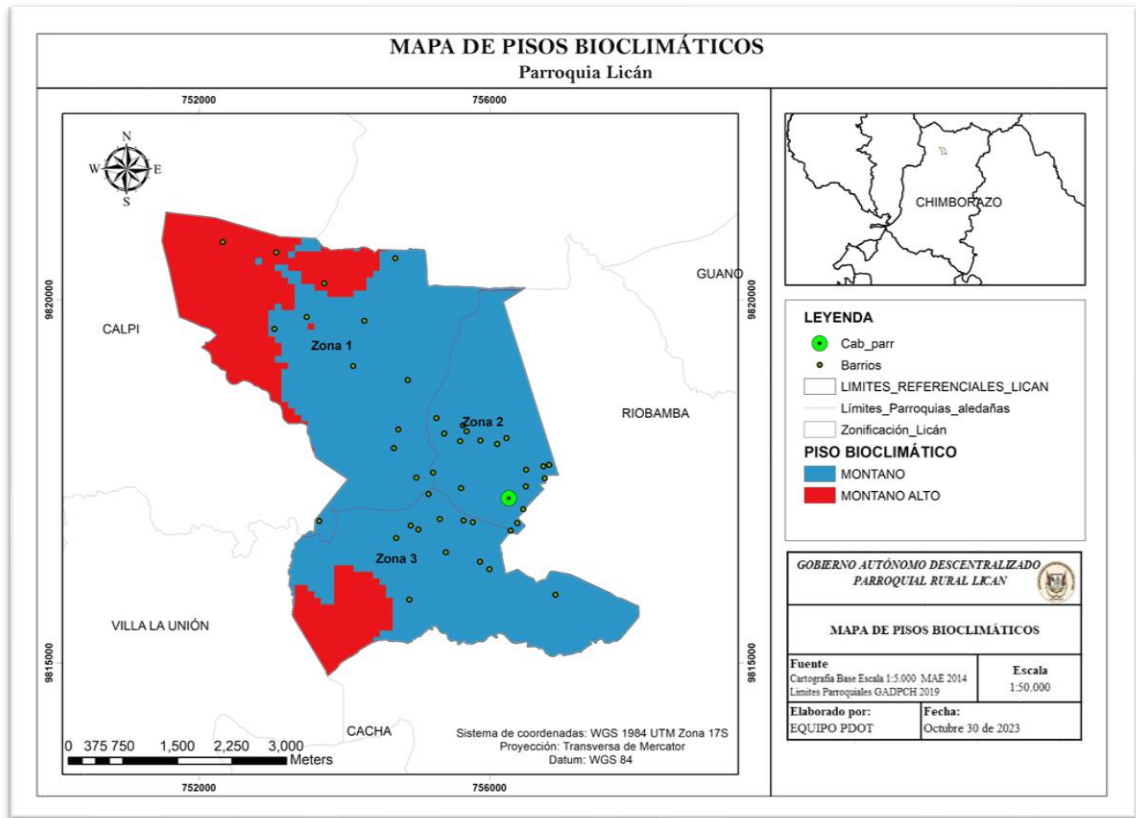 MAPA DE PISOS BIOCLIMÁTICOS
Parroquia Licán
752000
756000
N
W
E
S
9820000
9820000
9815000
9815000
GUANO
CALPI
Zona 1
RIOBAMBA
Zona 2
Zona 3
VILLA LA UNIÓN
CACHA
0 375 750 1,500 2,250 3,000
Meters
Sistema de coordenadas: WGS 1984 UTM Zona 17S
Proyección: Transversa de Mercator
Datum: WGS 84
752000
756000
CHIMBORAZO
LEYENDA
Cab_parr
Barrios
LIMITES_REFERENCIALES_LICAN
Límites_Parroquias_aledañas
Zonificación_Licán
PISO BIOCLIMÁTICO
MONTANO
MONTANO ALTO
GOBIERNO AUTÓNOMO DESCENTRALIZADO
PARROQUIAL RURAL LICAN
MAPA DE PISOS BIOCLIMÁTICOS
Fuente
Cartografía Base Escala 1:5.000 MAE 2014
Limites Parroquiales GADPCH 2019
Escala
1:50.000
Elaborado por:
EQUIPO PDOT
Fecha:
Octubre 30 de 2023